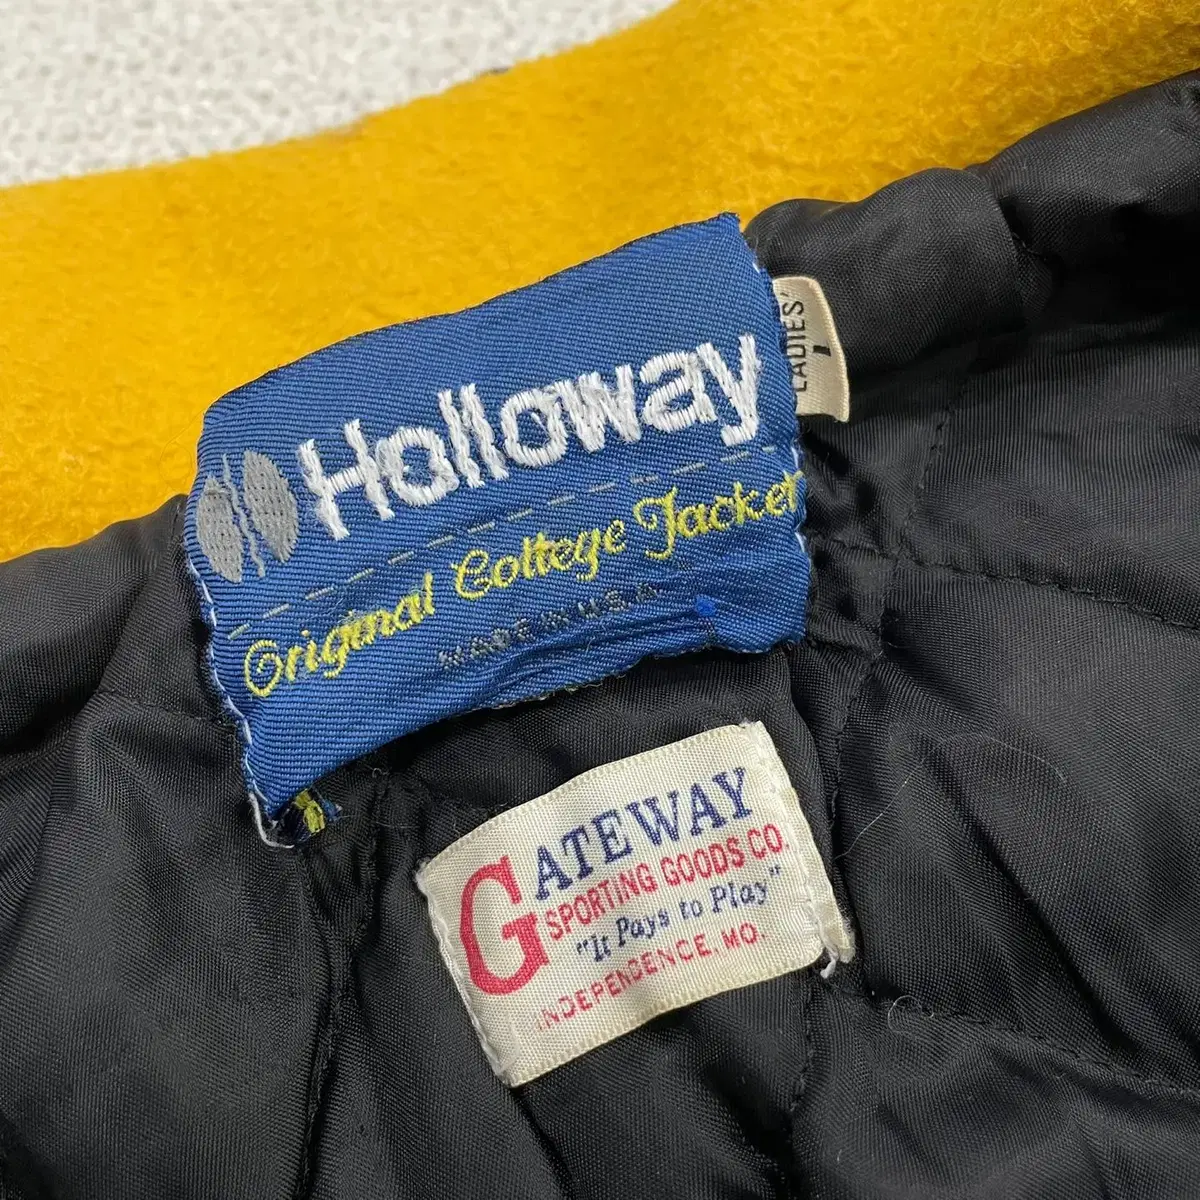 Holloway
Original College Jacket
MADE IN U.S.A.
LADIES'
L
GATEWAY
SPORTING GOODS CO.
"It Pays to Play"
INDEPENDENCE, MO.